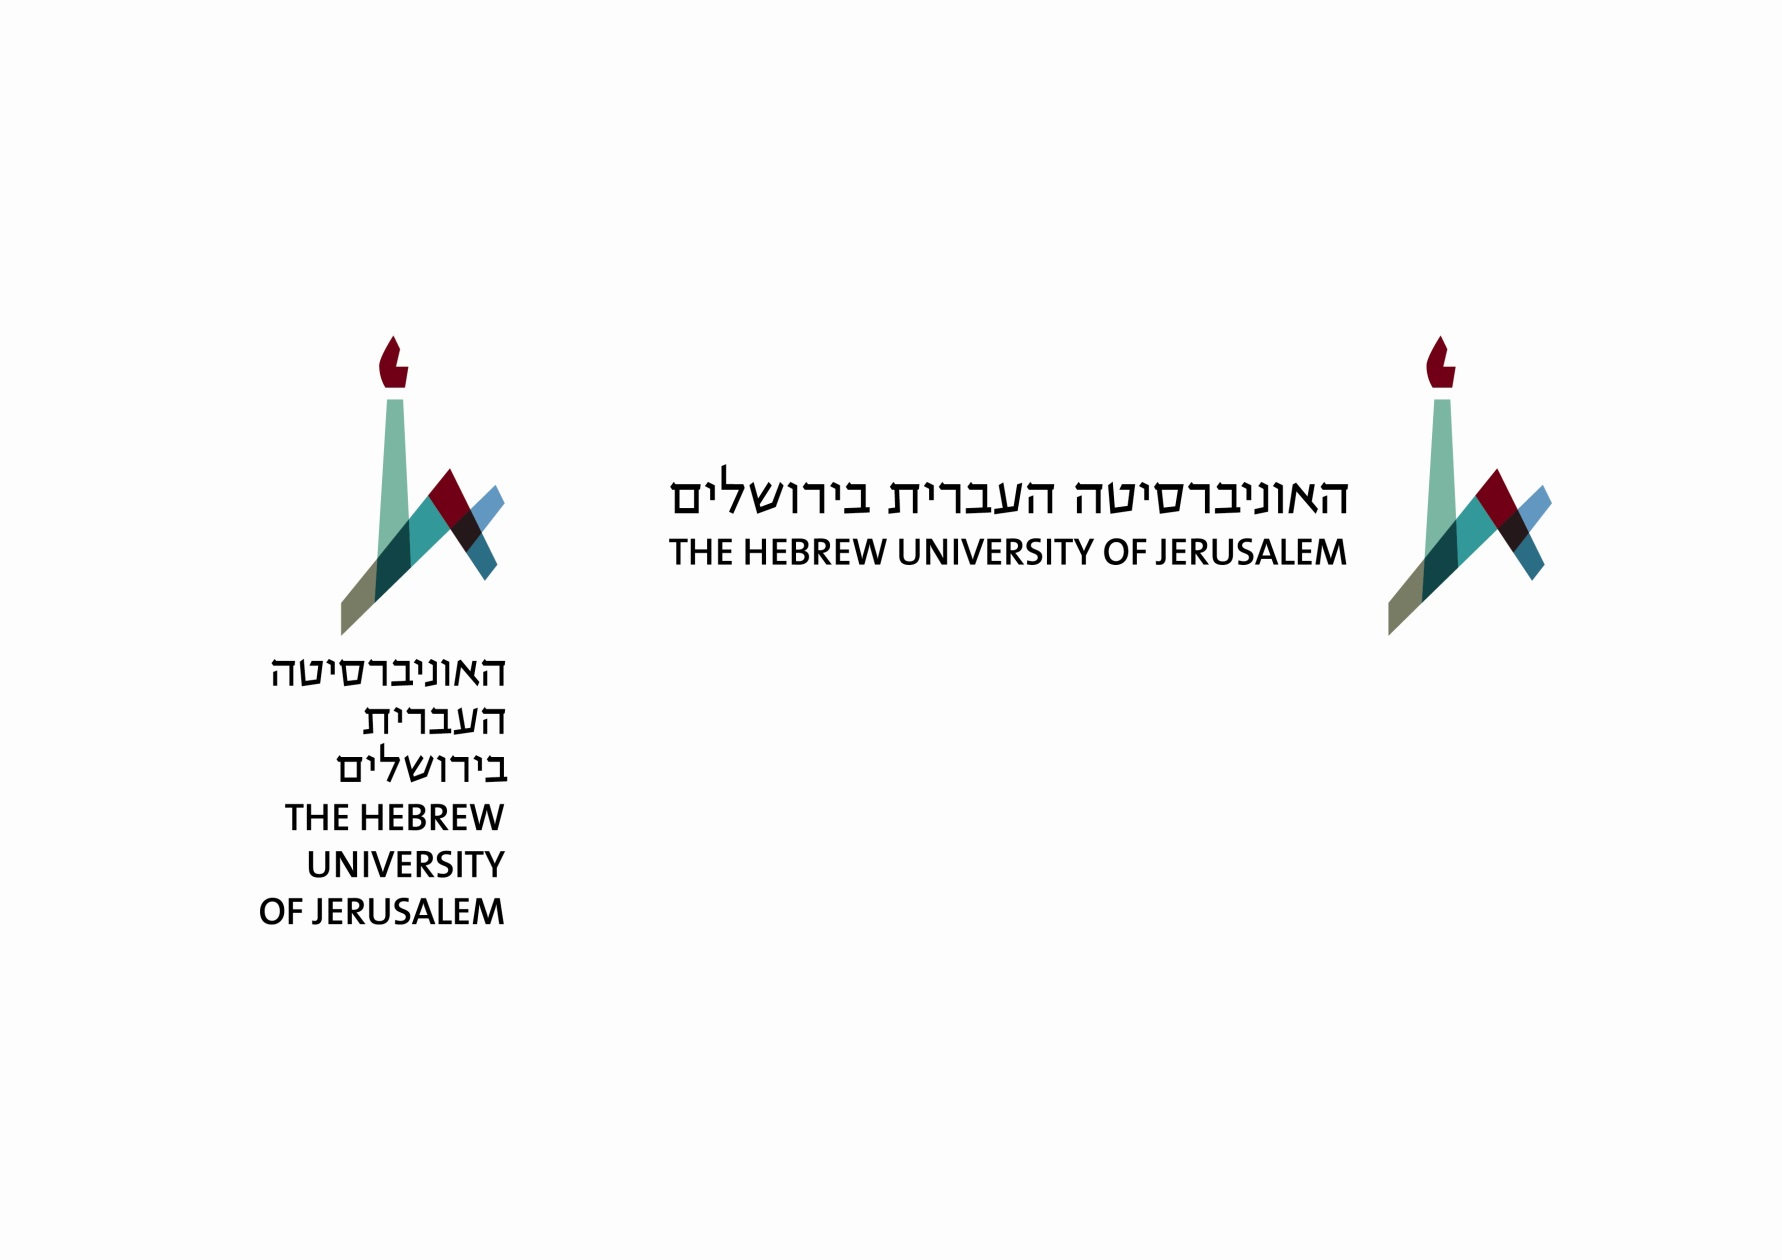 האוניברסיטה
העברית
בירושלים
THE HEBREW
UNIVERSITY
OF JERUSALEM
האוניברסיטה העברית בירושלים
THE HEBREW UNIVERSITY OF JERUSALEM